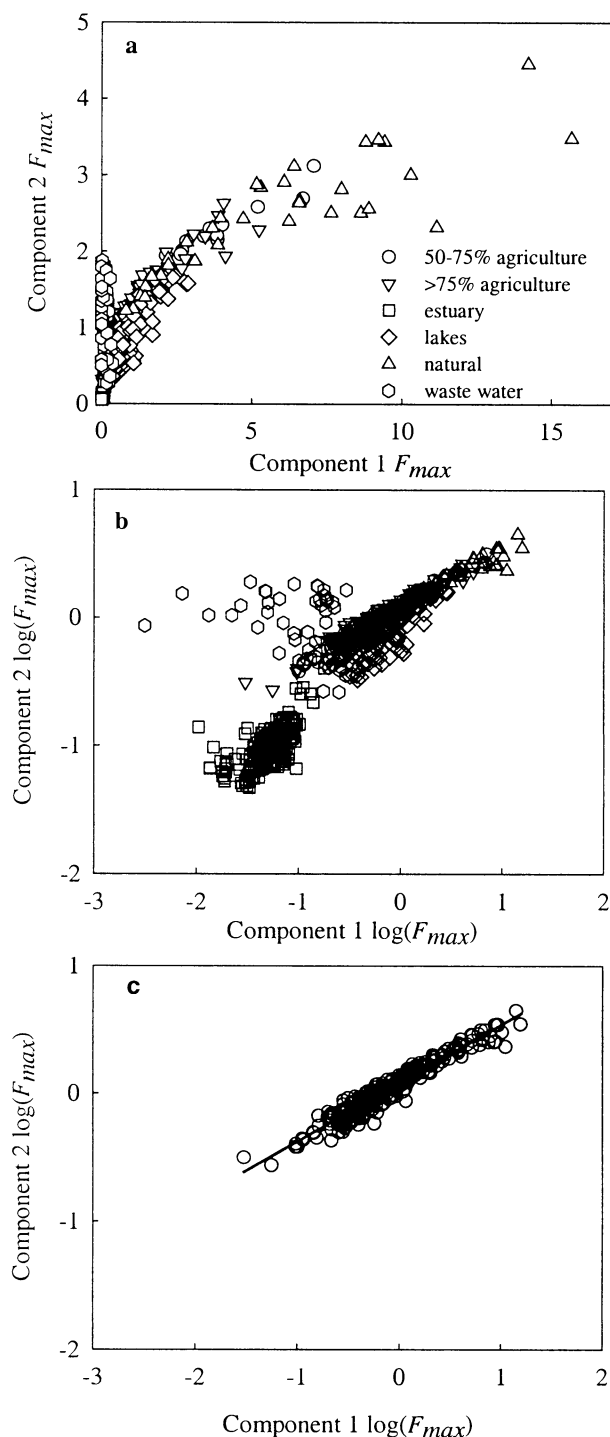 a
5
4
3
2
1
0
Component 2 Fmax
50-75% agriculture
>75% agriculture
estuary
lakes
natural
waste water
0
5
10
15
Component 1 Fmax
b
1
0
-1
-2
Component 2 log(Fmax)
-3
-2
-1
0
1
2
Component 1 log(Fmax)
c
1
0
-1
-2
Component 2 log(Fmax)
-3
-2
-1
0
1
2
Component 1 log(Fmax)